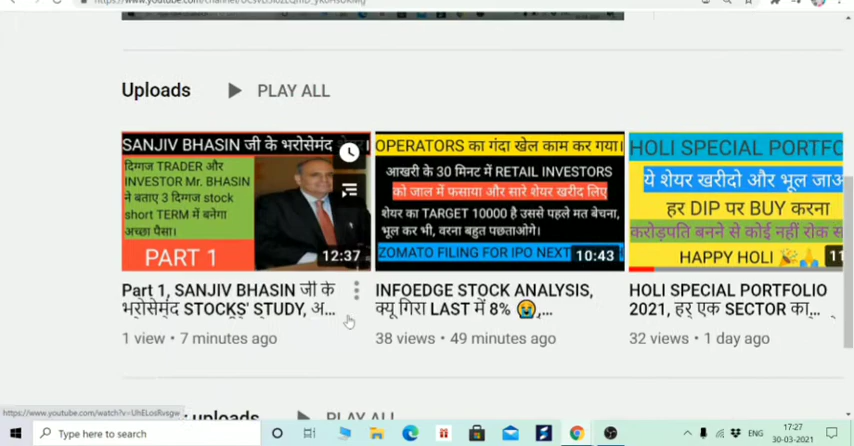 Uploads
PLAY ALL
SANJIV BHASIN जी के भरोसेमंद
दिग्गज TRADER और
INVESTOR Mr. BHASIN
ने बताए 3 दिग्गज stock
short TERM में बनेगा
अच्छा पैसा।
PART 1
12:37
Part 1, SANJIV BHASIN जी के
भरोसेमंद STOCKS' STUDY, अ...
1 view • 7 minutes ago
OPERATORS का गंदा खेल काम कर गया।
आखरी के 30 मिनट में RETAIL INVESTORS
को जाल में फसाया और सारे शेयर खरीद लिए
शेयर का TARGET 10000 है उससे पहले मत बेचना,
भूल कर भी, वरना बहुत पछताओगे।
ZOMATO FILING FOR IPO NEXT
10:43
INFOEDGE STOCK ANALYSIS,
क्यू गिरा LAST में 8% 😭,...
38 views • 49 minutes ago
HOLI SPECIAL PORTFO
ये शेयर खरीदो और भूल जाओ
हर DIP पर BUY करना
करोड़पति बनने से कोई नहीं रोक स
HAPPY HOLI 🎉🙏
11
HOLI SPECIAL PORTFOLIO
2021, हर एक SECTOR का...
32 views • 1 day ago
uploads
PLAY ALL
https://www.youtube.com/watch?v=UhELosRvsgw
Type here to search
ENG
17:27
30-03-2021